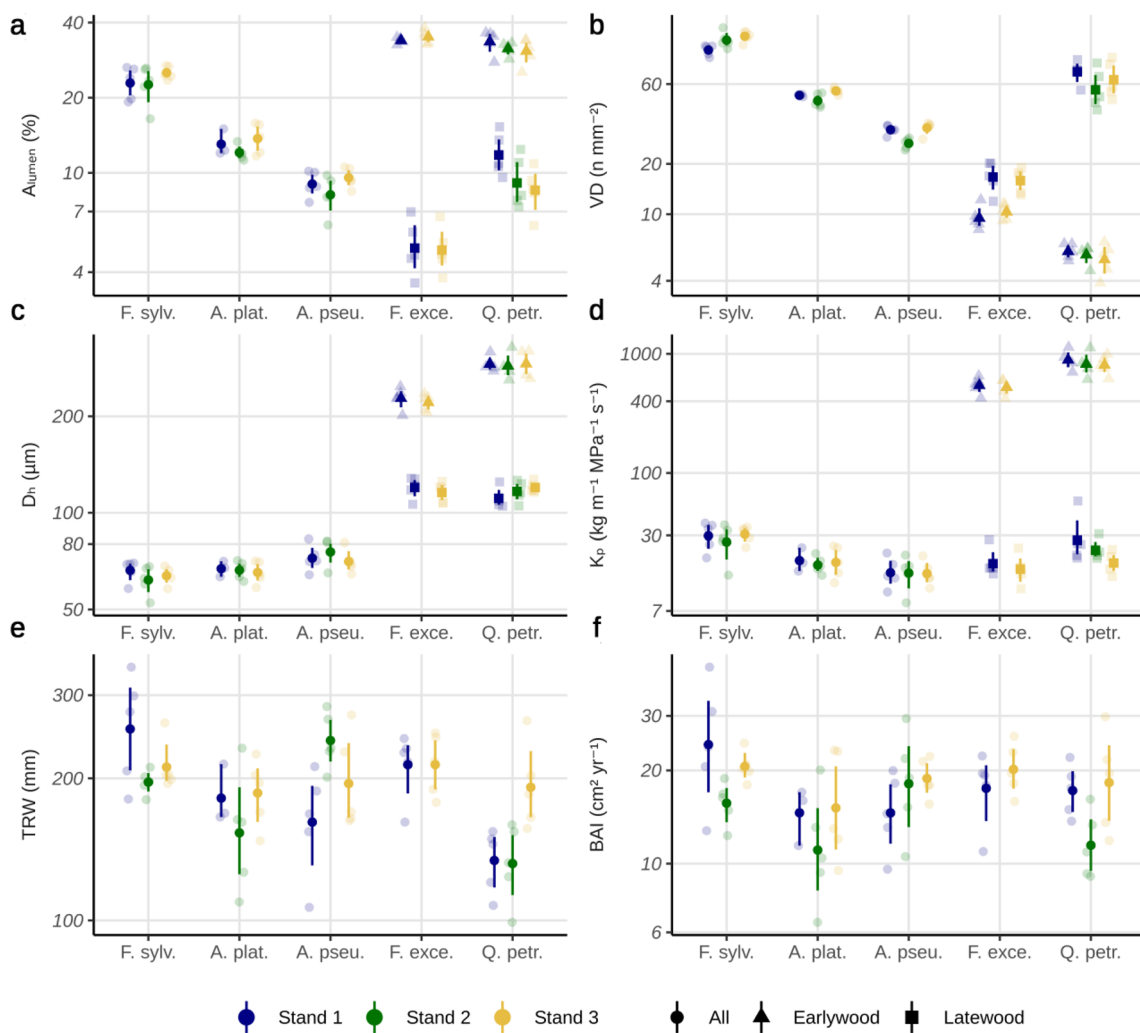 a
b
A_lumen (%)
40
20
10
7
4
F. sylv. A. plat. A. pseu. F. exce. Q. petr.
VD (n mm⁻²)
60
20
10
4
F. sylv. A. plat. A. pseu. F. exce. Q. petr.
c
d
Dₕ (µm)
200
100
80
50
F. sylv. A. plat. A. pseu. F. exce. Q. petr.
Kₚ (kg m⁻¹ MPa⁻¹ s⁻¹)
1000
400
100
30
7
F. sylv. A. plat. A. pseu. F. exce. Q. petr.
e
f
TRW (mm)
300
200
100
F. sylv. A. plat. A. pseu. F. exce. Q. petr.
BAI (cm² yr⁻¹)
30
20
10
6
F. sylv. A. plat. A. pseu. F. exce. Q. petr.
Stand 1 Stand 2 Stand 3 All Earlywood Latewood